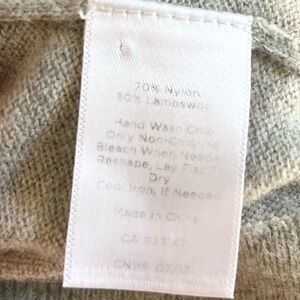 70% Nylon
30% Lambswool
Hand Wash Cold
Only Non-Chlorine
Bleach When Needed
Reshape, Lay Flat
Dry
Cool Iron, If Needed
Made in China
CA